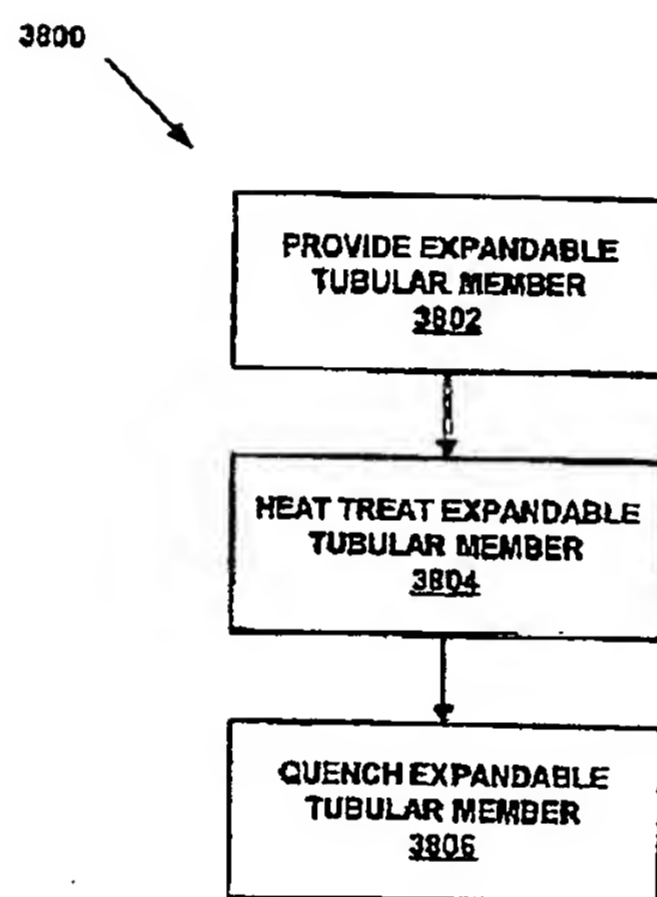 3800
PROVIDE EXPANDABLE
TUBULAR MEMBER
3802
HEAT TREAT EXPANDABLE
TUBULAR MEMBER
3804
QUENCH EXPANDABLE
TUBULAR MEMBER
3806